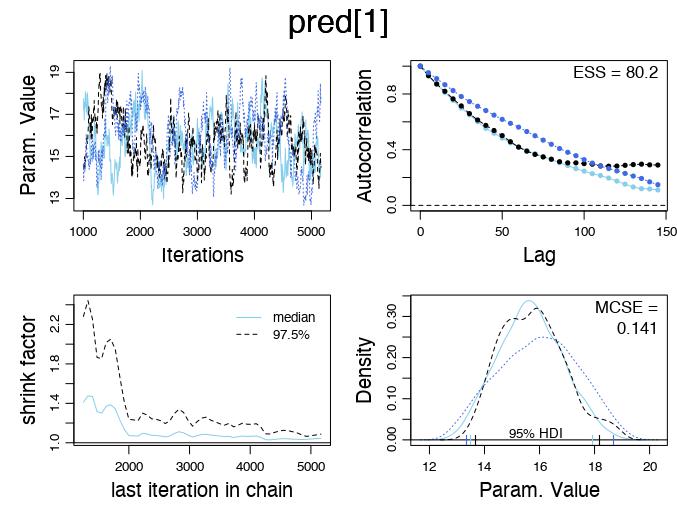 pred[1]
Param. Value
19
17
15
13
1000 2000 3000 4000 5000
Iterations
Autocorrelation
0.8
0.4
0.0
ESS = 80.2
0 50 100 150
Lag
shrink factor
2.2
1.8
1.4
1.0
median
97.5%
2000 3000 4000 5000
last iteration in chain
Density
0.30
0.20
0.10
0.00
MCSE =
0.141
95% HDI
12 14 16 18 20
Param. Value